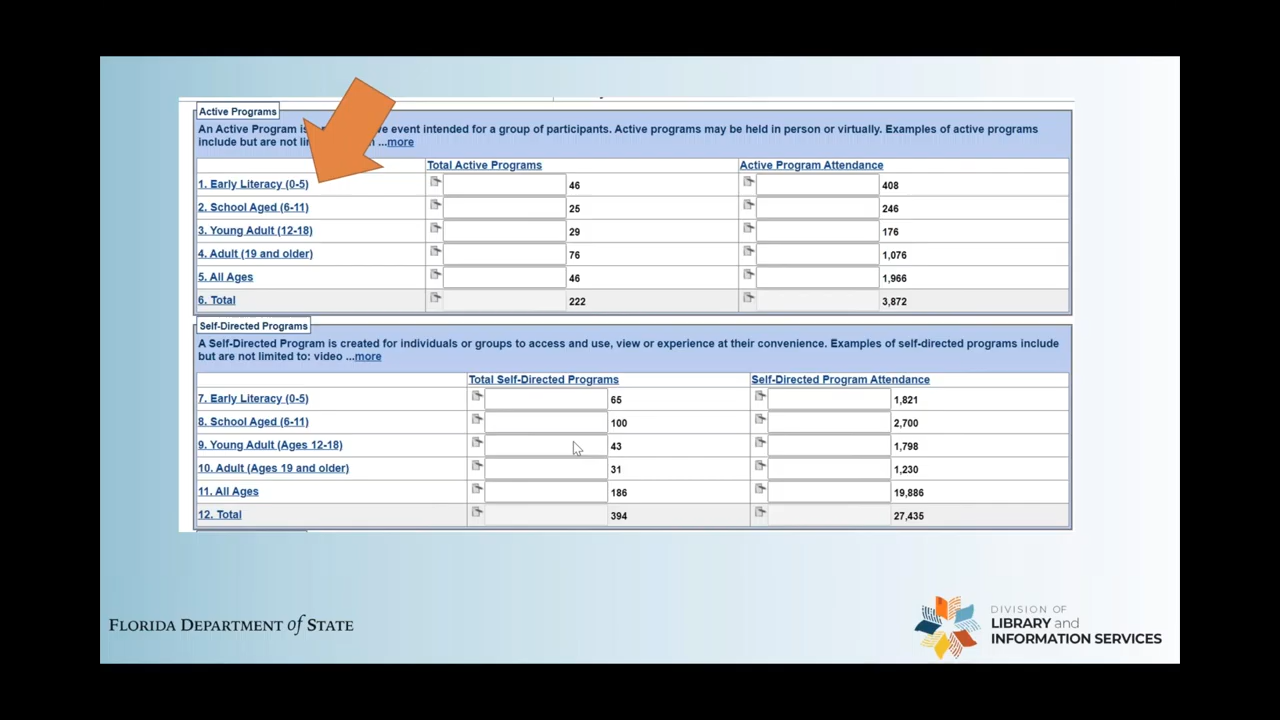 Active Programs
An Active Program is e event intended for a group of participants. Active programs may be held in person or virtually. Examples of active programs
include but are not li ...more
Total Active Programs Active Program Attendance
1. Early Literacy (0-5) 46 408
2. School Aged (6-11) 25 246
3. Young Adult (12-18) 29 176
4. Adult (19 and older) 76 1,076
5. All Ages 46 1,966
6. Total 222 3,872
Self-Directed Programs
A Self-Directed Program is created for individuals or groups to access and use, view or experience at their convenience. Examples of self-directed programs include
but are not limited to: video ...more
Total Self-Directed Programs Self-Directed Program Attendance
7. Early Literacy (0-5) 65 1,821
8. School Aged (6-11) 100 2,700
9. Young Adult (Ages 12-18) 43 1,798
10. Adult (Ages 19 and older) 31 1,230
11. All Ages 186 19,886
12. Total 394 27,435
FLORIDA DEPARTMENT of STATE
DIVISION OF
LIBRARY and
INFORMATION SERVICES